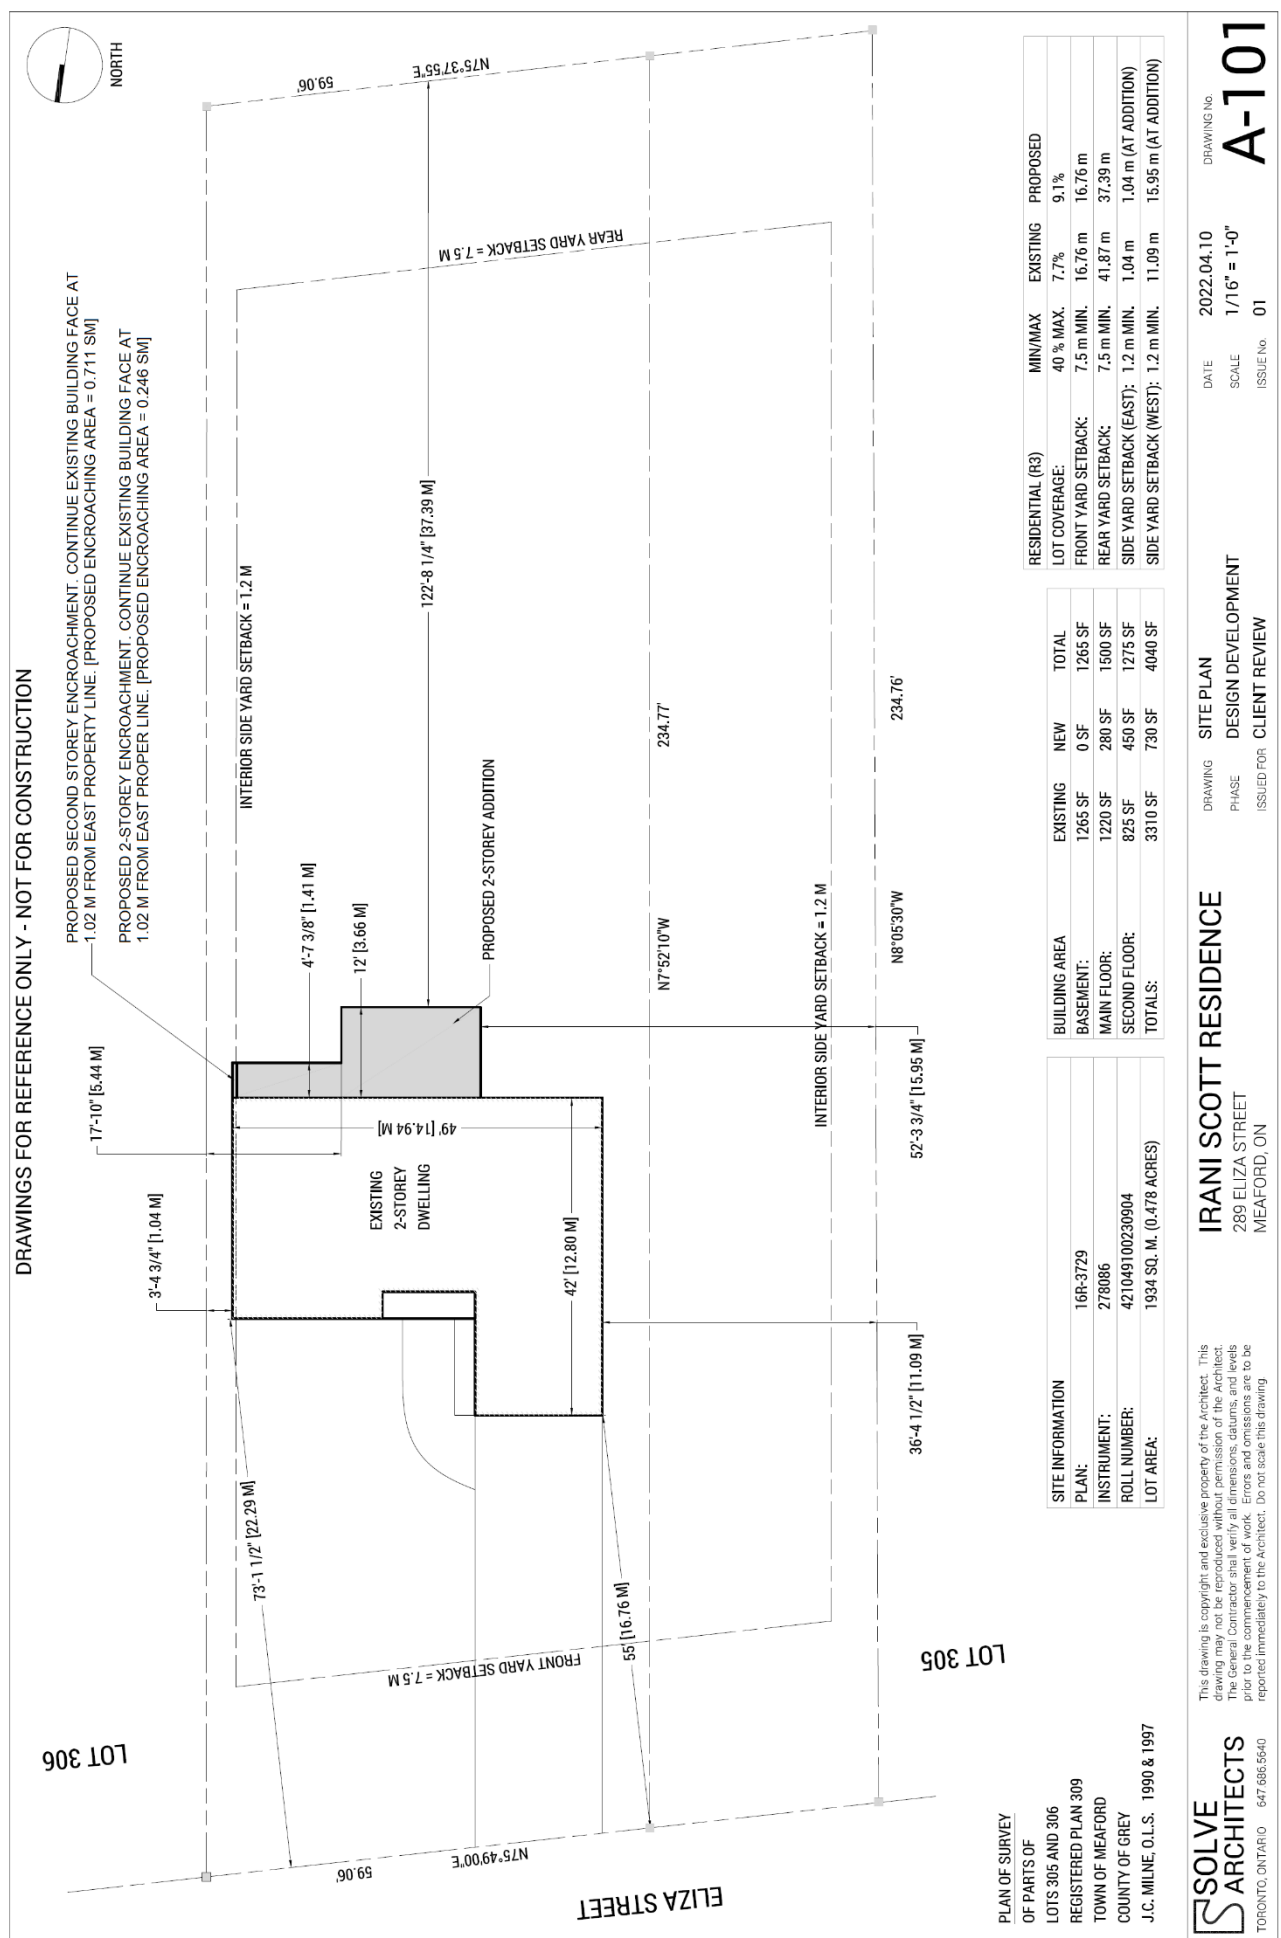 DRAWINGS FOR REFERENCE ONLY - NOT FOR CONSTRUCTION
PROPOSED SECOND STOREY ENCROACHMENT. CONTINUE EXISTING BUILDING FACE AT
1.02 M FROM EAST PROPERTY LINE. [PROPOSED ENCROACHING AREA = 0.711 SM]
PROPOSED 2-STOREY ENCROACHMENT. CONTINUE EXISTING BUILDING FACE AT
1.02 M FROM EAST PROPER LINE. [PROPOSED ENCROACHING AREA = 0.246 SM]
NORTH
LOT 306
3'-4 3/4" [1.04 M]
17'-10" [5.44 M]
INTERIOR SIDE YARD SETBACK = 1.2 M
59.06'
N75°37'55"E
REAR YARD SETBACK = 7.5 M
73'-1 1/2" [22.29 M]
4'-7 3/8" [1.41 M]
12' [3.66 M]
122'-8 1/4" [37.39 M]
EXISTING
2-STOREY
DWELLING
49' [14.94 M]
PROPOSED 2-STOREY ADDITION
42' [12.80 M]
FRONT YARD SETBACK = 7.5 M
55' [16.76 M]
59.06'
N75°49'00"E
ELIZA STREET
N7°52'10"W
234.77'
INTERIOR SIDE YARD SETBACK = 1.2 M
N8°05'30"W
234.76'
36'-4 1/2" [11.09 M]
52'-3 3/4" [15.95 M]
LOT 305
PLAN OF SURVEY
OF PARTS OF
LOTS 305 AND 306
REGISTERED PLAN 309
TOWN OF MEAFORD
COUNTY OF GREY
J.C. MILNE, O.L.S. 1990 & 1997
SITE INFORMATION
PLAN: 16R-3729
INSTRUMENT: 278086
ROLL NUMBER: 42104910023090​4
LOT AREA: 1934 SQ. M. (0.478 ACRES)
BUILDING AREA EXISTING NEW TOTAL
BASEMENT: 1265 SF 0 SF 1265 SF
MAIN FLOOR: 1220 SF 280 SF 1500 SF
SECOND FLOOR: 825 SF 450 SF 1275 SF
TOTALS: 3310 SF 730 SF 4040 SF
RESIDENTIAL (R3) MIN/MAX EXISTING PROPOSED
LOT COVERAGE: 40 % MAX. 7.7% 9.1%
FRONT YARD SETBACK: 7.5 m MIN. 16.76 m 16.76 m
REAR YARD SETBACK: 7.5 m MIN. 41.87 m 37.39 m
SIDE YARD SETBACK (EAST): 1.2 m MIN. 1.04 m 1.04 m (AT ADDITION)
SIDE YARD SETBACK (WEST): 1.2 m MIN. 11.09 m 15.95 m (AT ADDITION)
SOLVE
ARCHITECTS
TORONTO, ONTARIO 647.686.5640
This drawing is copyright and exclusive property of the Architect. This
drawing may not be reproduced without permission of the Architect.
The General Contractor shall verify all dimensions, datums, and levels
prior to the commencement of work. Errors and omissions are to be
reported immediately to the Architect. Do not scale this drawing.
IRANI SCOTT RESIDENCE
289 ELIZA STREET
MEAFORD, ON
DRAWING SITE PLAN
PHASE DESIGN DEVELOPMENT
ISSUED FOR CLIENT REVIEW
DATE 2022.04.10
SCALE 1/16" = 1'-0"
ISSUE No. 01
DRAWING No.
A-101